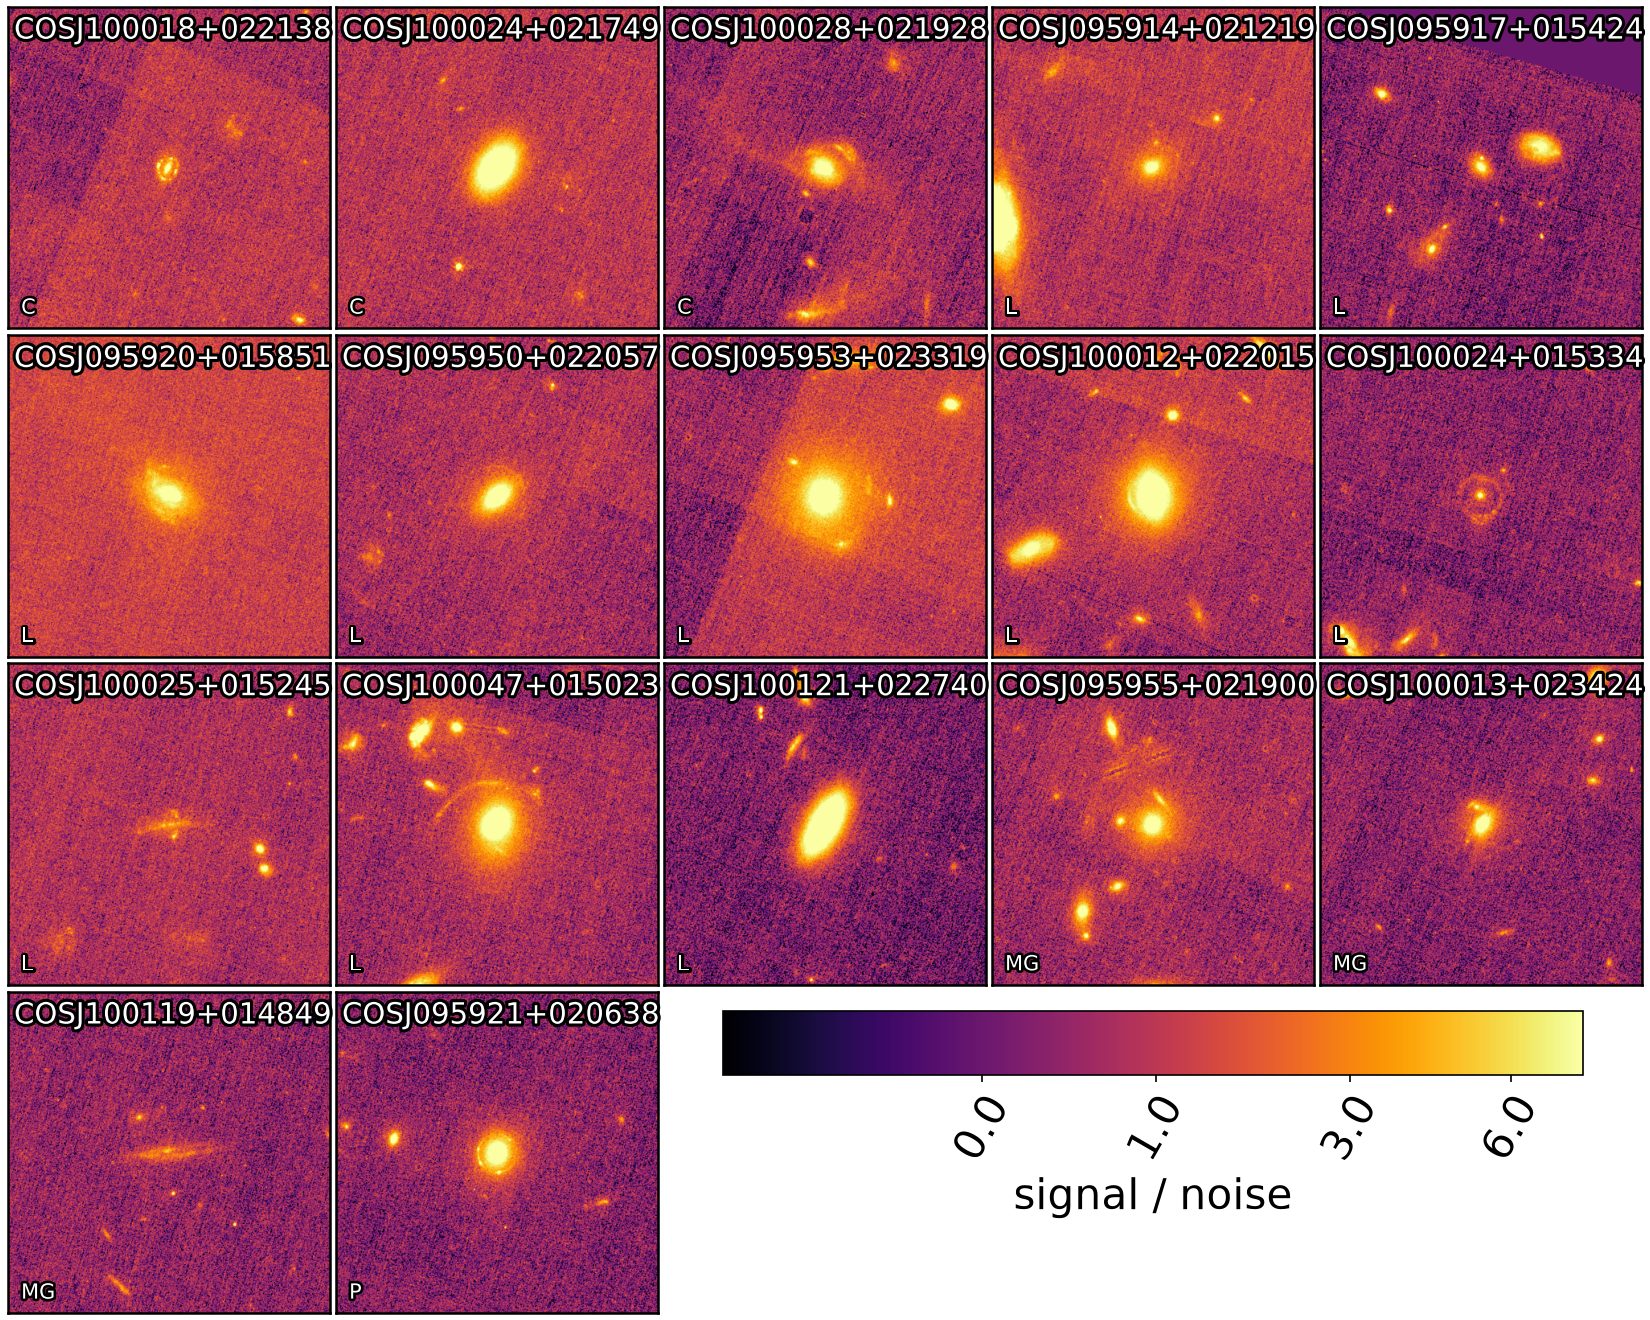 COSJ100018+022138
C
COSJ100024+021749
C
COSJ100028+021928
C
COSJ095914+021219
L
COSJ095917+015424
L
COSJ095920+015851
L
COSJ095950+022057
L
COSJ095953+023319
L
COSJ100012+022015
L
COSJ100024+015334
L
COSJ100025+015245
L
COSJ100047+015023
L
COSJ100121+022740
L
COSJ095955+021900
MG
COSJ100013+023424
MG
COSJ100119+014849
MG
COSJ095921+020638
P
0.0
1.0
3.0
6.0
signal / noise